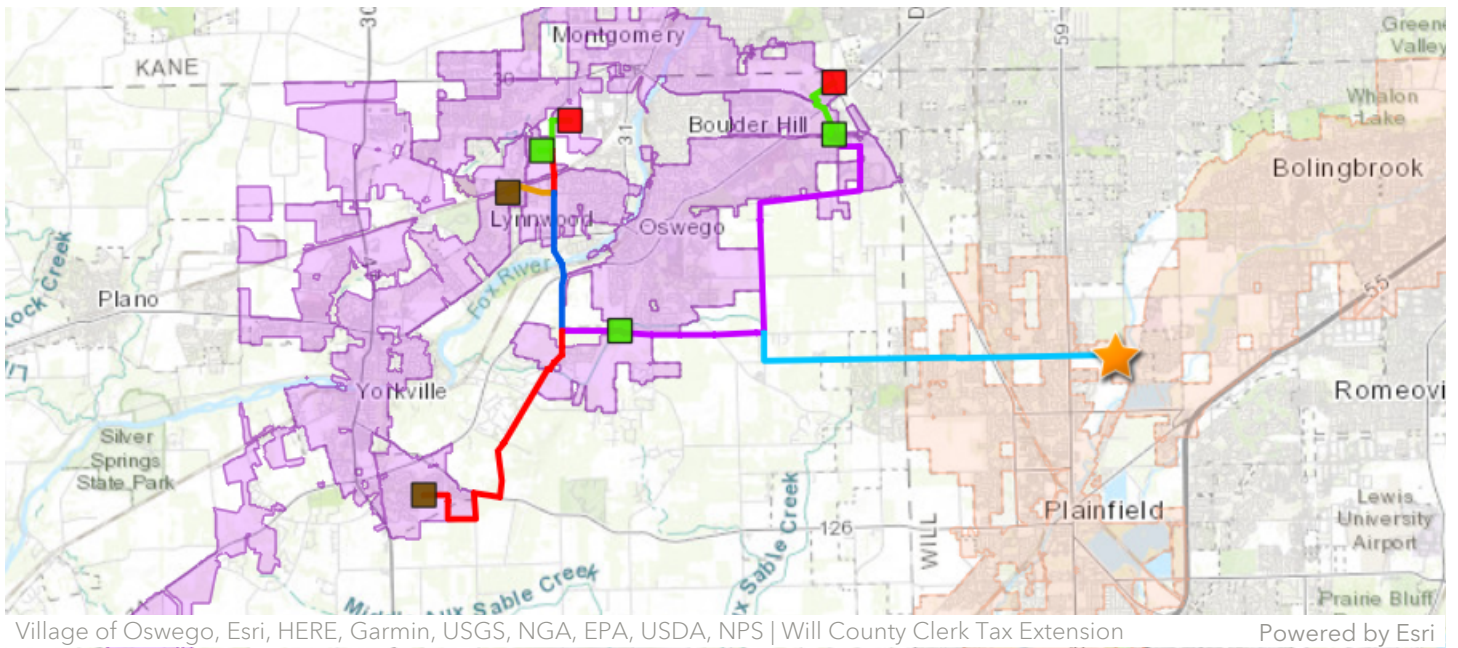 30
D
59
Greene
Valley
Montgomery
KANE
30
Whalon
Lake
31
Boulder Hill
Bolingbrook
Lynnwood
Oswego
Rock Creek
Plano
Fox River
55
Yorkville
Romeovi
Silver
Springs
State Park
Sable Creek
Plainfield
Lewis
University
Airport
126
WILL
Aux Sable Creek
Prairie Bluff
Village of Oswego, Esri, HERE, Garmin, USGS, NGA, EPA, USDA, NPS | Will County Clerk Tax Extension
Powered by Esri